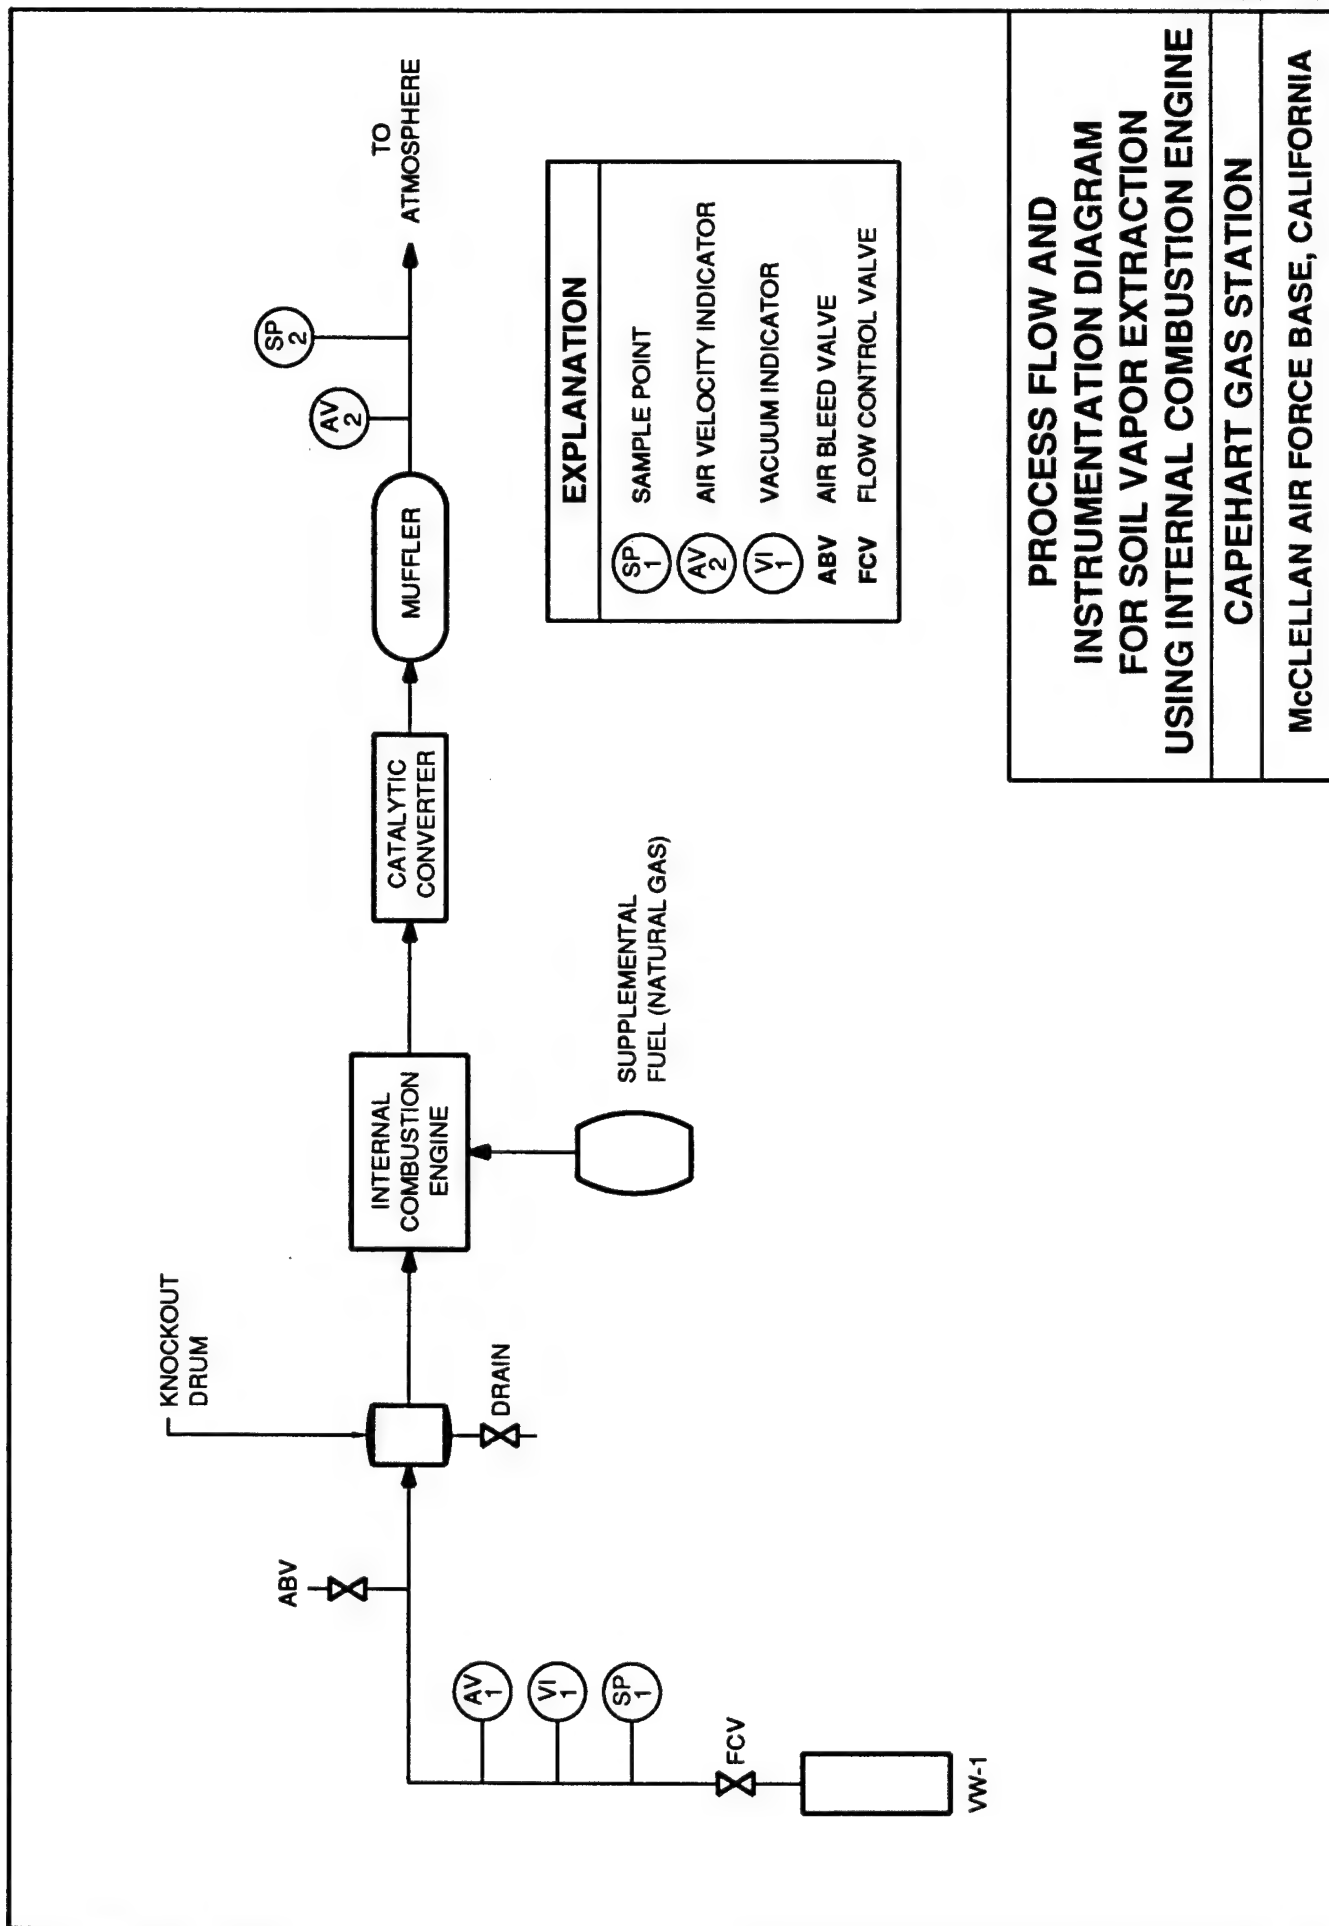 KNOCKOUT
DRUM
ABV
AV
1
VI
1
SP
1
FCV
VW-1
DRAIN
INTERNAL
COMBUSTION
ENGINE
SUPPLEMENTAL
FUEL (NATURAL GAS)
CATALYTIC
CONVERTER
MUFFLER
AV
2
SP
2
TO
ATMOSPHERE
EXPLANATION
SP
1
SAMPLE POINT
AV
2
AIR VELOCITY INDICATOR
VI
1
VACUUM INDICATOR
ABV AIR BLEED VALVE
FCV FLOW CONTROL VALVE
PROCESS FLOW AND
INSTRUMENTATION DIAGRAM
FOR SOIL VAPOR EXTRACTION
USING INTERNAL COMBUSTION ENGINE
CAPEHART GAS STATION
McCLELLAN AIR FORCE BASE, CALIFORNIA